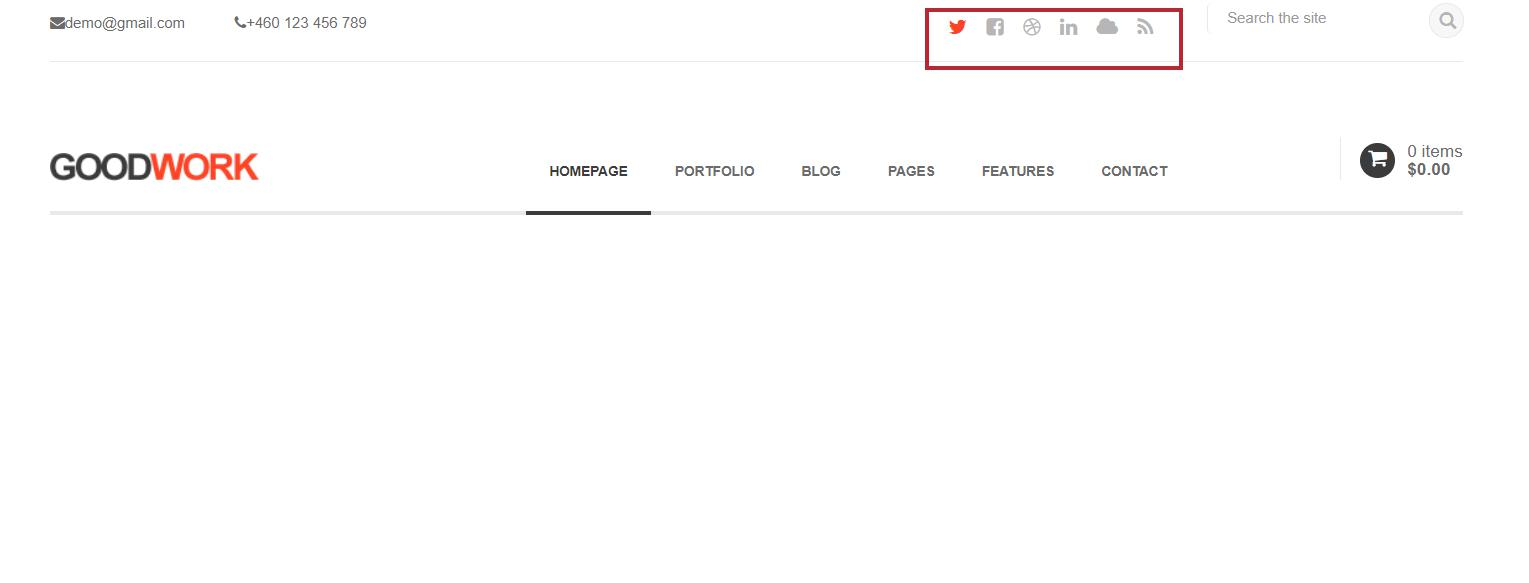 demo@gmail.com
+460 123 456 789
Search the site
GOODWORK
HOMEPAGE
PORTFOLIO
BLOG
PAGES
FEATURES
CONTACT
0 items
$0.00